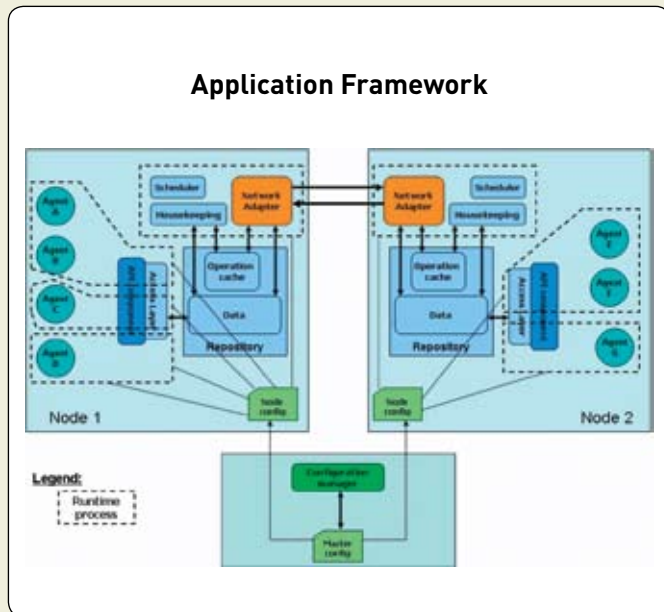 Application Framework
Scheduler
Housekeeping
Network
Adapter
Network
Adapter
Scheduler
Housekeeping
Agent
A
Agent
B
Agent
C
Agent
D
Access Layer
Operation
cache
Data
Repository
Operation
cache
Data
Repository
Access Layer
Agent
E
Agent
F
Agent
G
Node 1
Node
config
Node
config
Node 2
Legend:
Runtime
process
Configuration
manager
Master
config